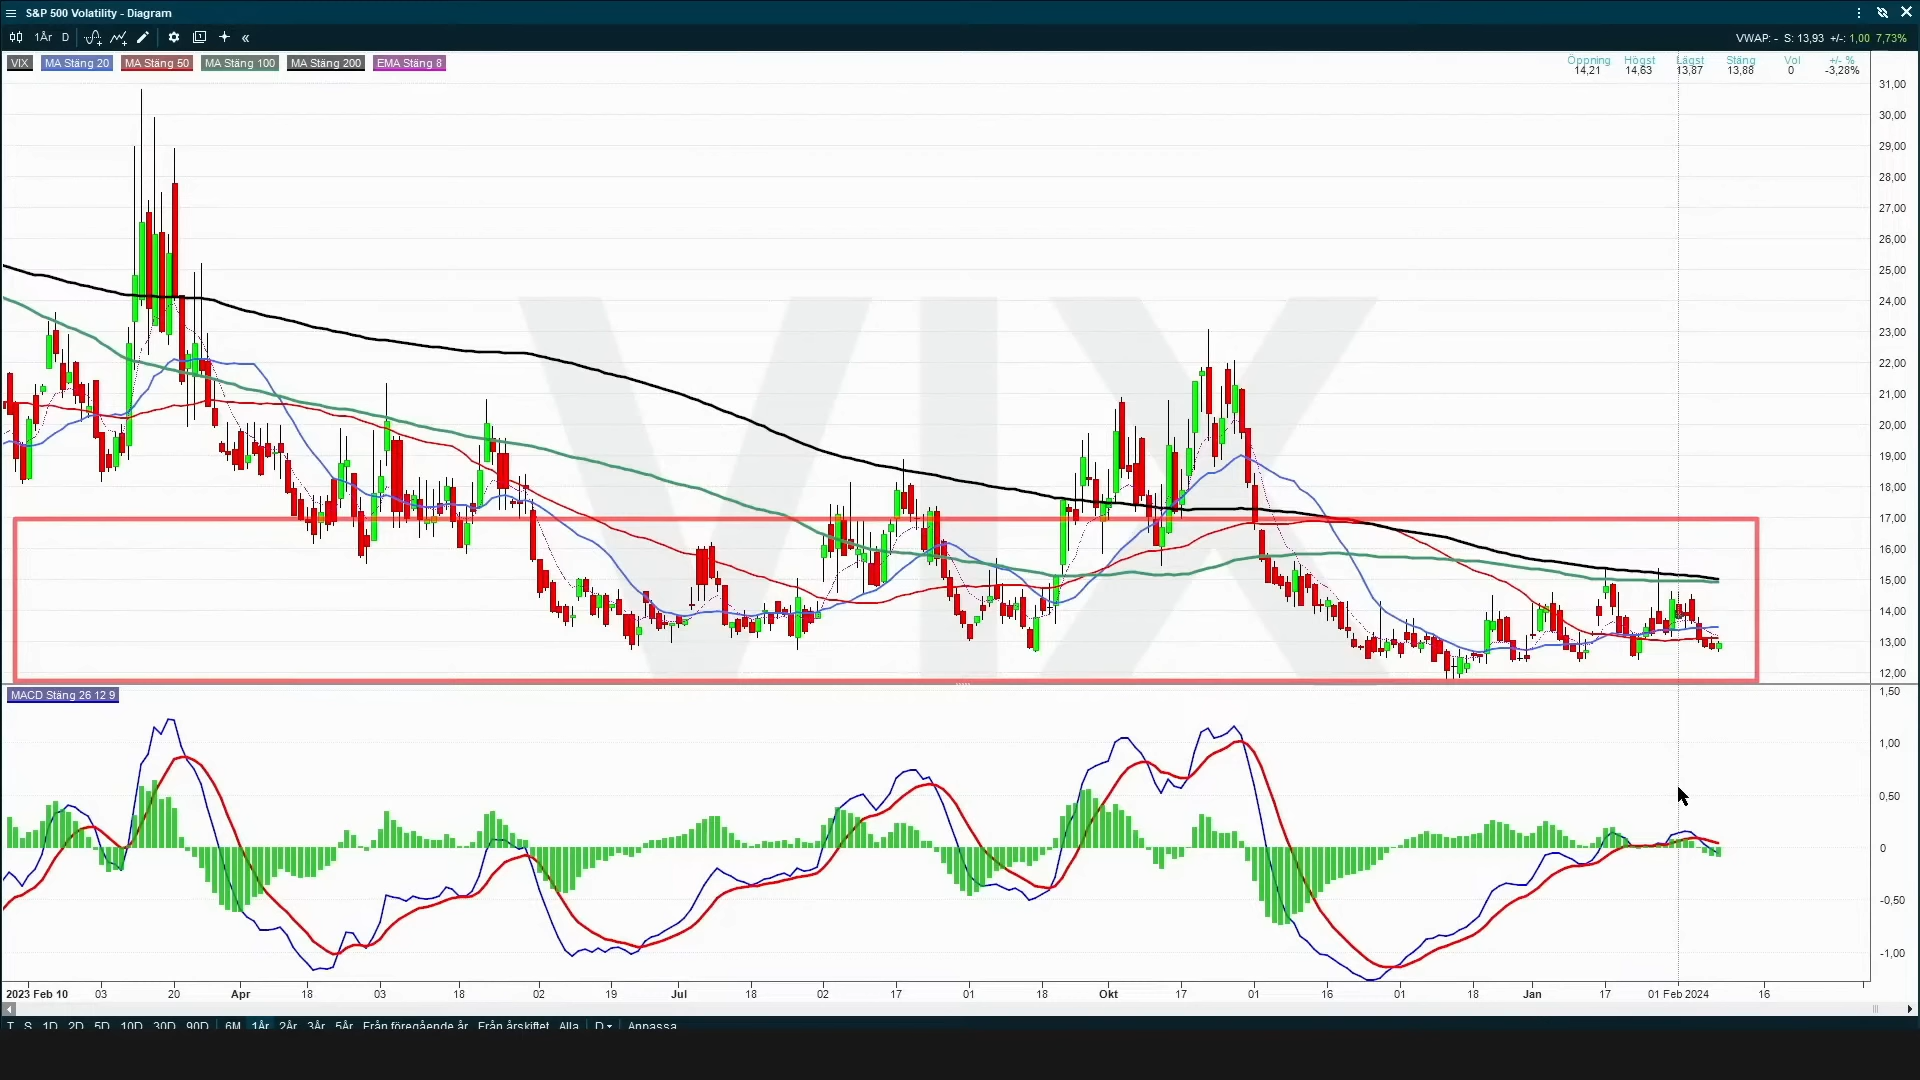 S&P 500 Volatility - Diagram
1År D
VWAP: - S: 13,93 +/-: 1,00 7,73%
VIX MA Stäng 20 MA Stäng 50 MA Stäng 100 MA Stäng 200 EMA Stäng 8
Öppning Högst Lägst Stäng Vol +/- %
14,21 14,63 13,87 13,88 0 -3,28%
31,00
30,00
29,00
28,00
27,00
26,00
25,00
24,00
23,00
22,00
21,00
20,00
19,00
18,00
17,00
16,00
15,00
14,00
13,00
12,00
VIX
MACD Stäng 26 12 9
1,50
1,00
0,50
0
-0,50
-1,00
2023 Feb 10 03 20 Apr 18 03 18 02 19 Jul 18 02 17 01 18 Okt 17 01 16 01 18 Jan 17 01 Feb 2024 16
T S 1D 2D 5D 10D 30D 90D 6M 1År 2År 3År 5År Från föregående år Från årsskiftet Alla D Anpassa